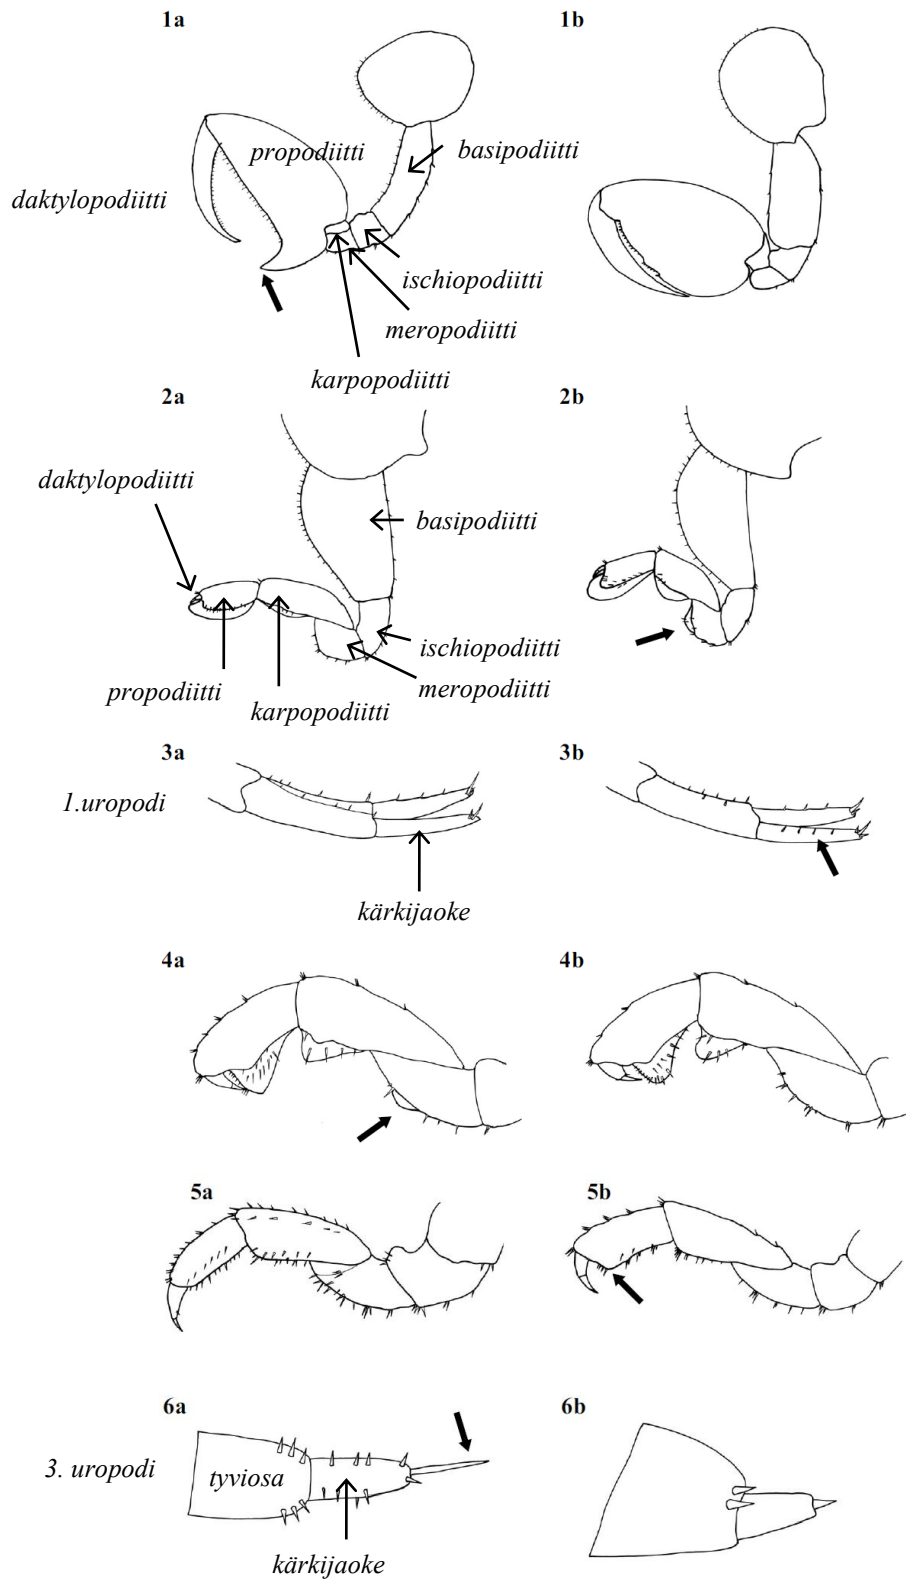 1a
1b
propodiitti
basipodiitti
daktylopodiitti
ischiopodiitti
meropodiitti
karpopodiitti
2a
2b
daktylopodiitti
basipodiitti
ischiopodiitti
meropodiitti
propodiitti
karpopodiitti
3a
3b
1.uropodi
kärkijaoke
4a
4b
5a
5b
6a
6b
3. uropodi
tyviosa
kärkijaoke